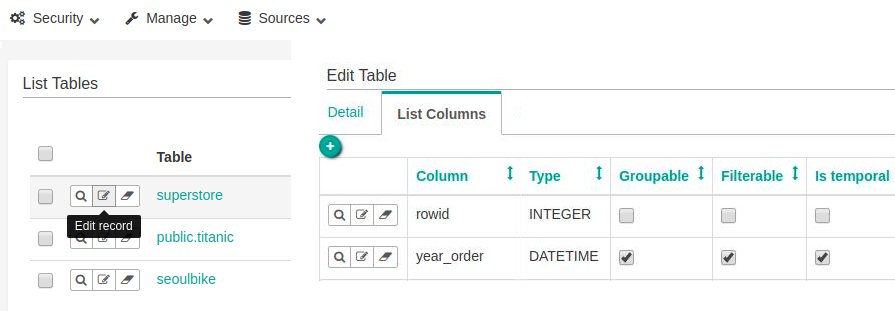 Security Manage Sources
List Tables
Table
superstore
Edit record
public.titanic
seoulbike
Edit Table
Detail List Columns
Column Type Groupable Filterable Is temporal
rowid INTEGER
year_order DATETIME